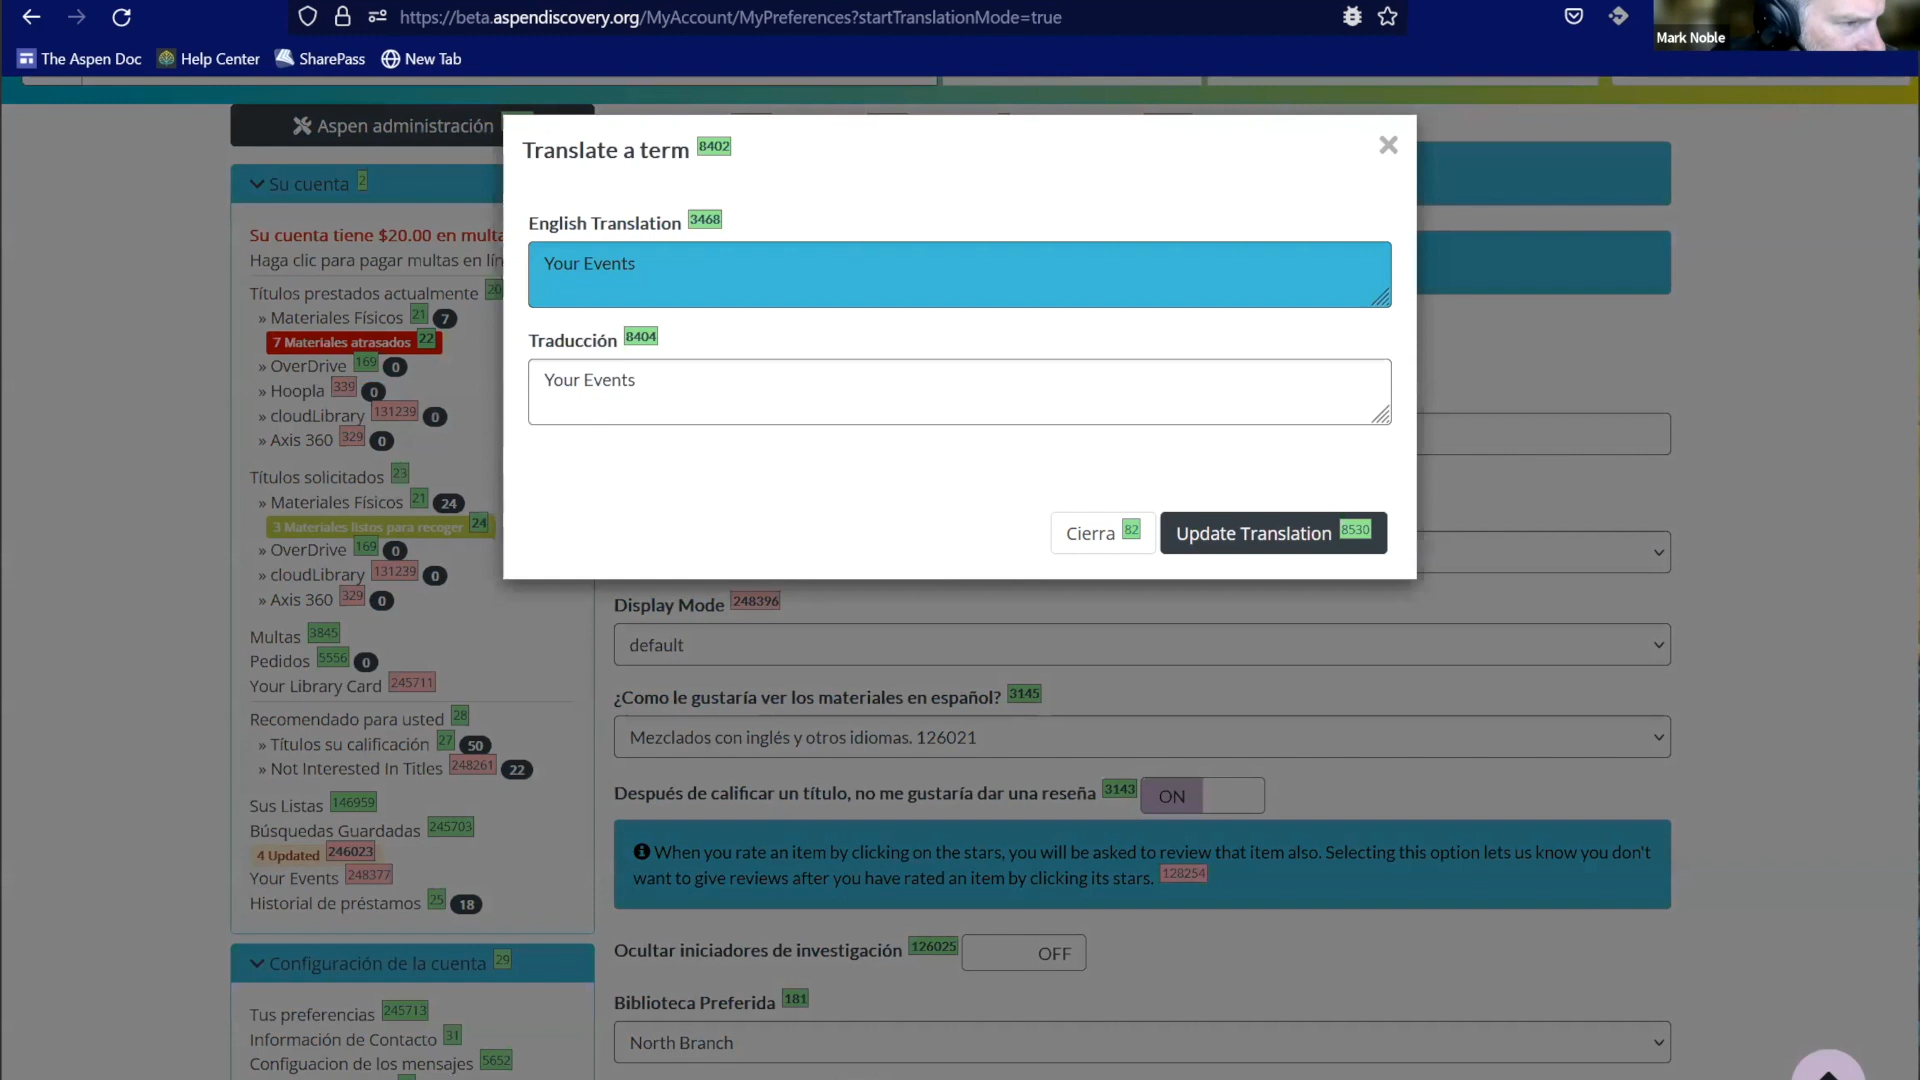 https://beta.aspendiscovery.org/MyAccount/MyPreferences?startTranslationMode=true
Mark Noble
The Aspen Doc
Help Center
SharePass
New Tab
Aspen administración
Translate a term 8402
Su cuenta 2
English Translation 3468
Your Events
Su cuenta tiene $20.00 en multa
Haga clic para pagar multas en lín
Títulos prestados actualmente 20
» Materiales Físicos 21 7
7 Materiales atrasados 22
» OverDrive 169 0
» Hoopla 339 0
» cloudLibrary 131239 0
» Axis 360 329 0
Traducción 8404
Your Events
Títulos solicitados 23
» Materiales Físicos 21 24
3 Materiales listos para recoger 24
» OverDrive 169 0
» cloudLibrary 131239 0
» Axis 360 329 0
Cierra 82
Update Translation 8530
Multas 3845
Pedidos 5556 0
Your Library Card 245711
Recomendado para usted 28
» Títulos su calificación 27 50
» Not Interested In Titles 248261 22
Sus Listas 146959
Búsquedas Guardadas 245703
4 Updated 246023
Your Events 248377
Historial de préstamos 25 18
Configuración de la cuenta 29
Tus preferencias 245713
Información de Contacto 31
Configuacion de los mensajes 5652
Display Mode 248396
default
¿Como le gustaría ver los materiales en español? 3145
Mezclados con inglés y otros idiomas. 126021
Después de calificar un título, no me gustaría dar una reseña 3143 ON
When you rate an item by clicking on the stars, you will be asked to review that item also. Selecting this option lets us know you don't
want to give reviews after you have rated an item by clicking its stars. 128254
Ocultar iniciadores de investigación 126025 OFF
Biblioteca Preferida 181
North Branch